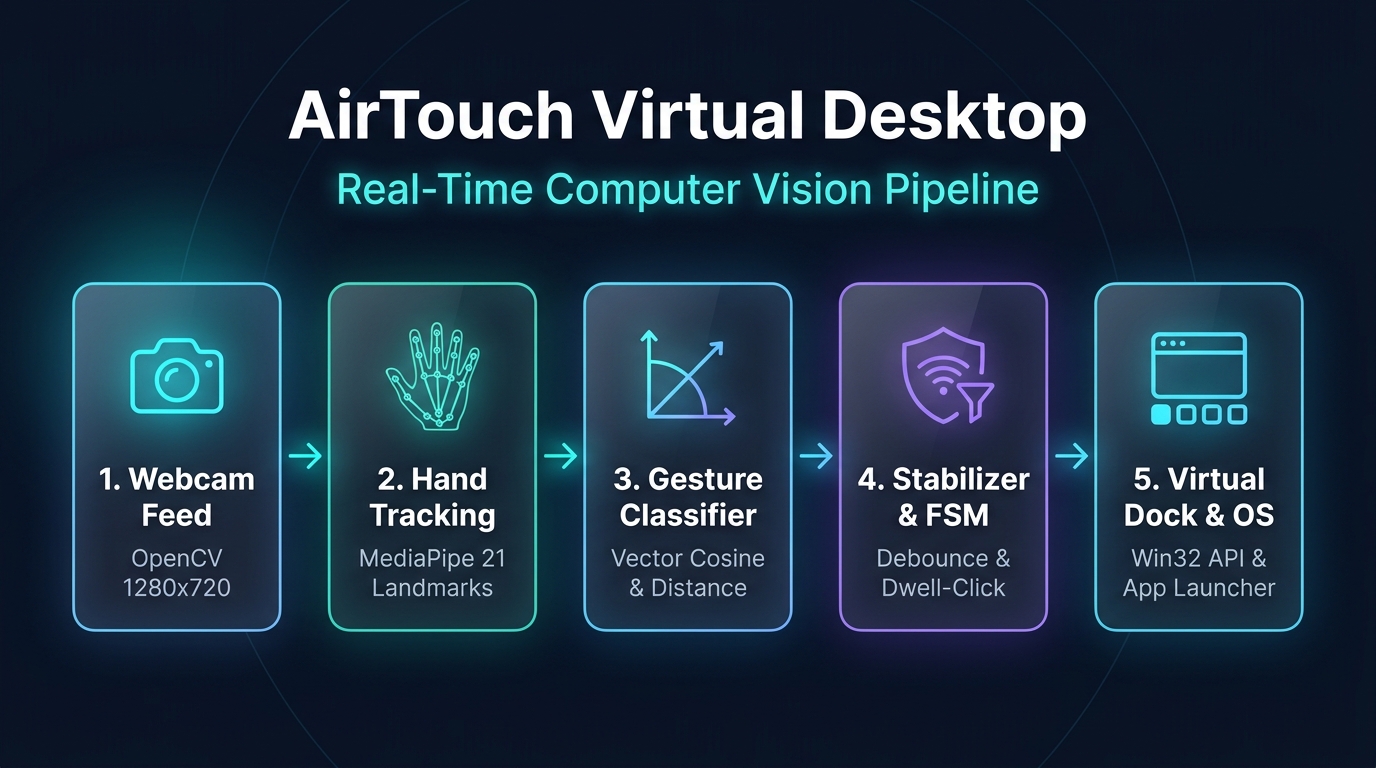 AirTouch Virtual Desktop
Real-Time Computer Vision Pipeline
1. Webcam
Feed
OpenCV
1280x720
2. Hand
Tracking
MediaPipe 21
Landmarks
3. Gesture
Classifier
Vector Cosine
& Distance
4. Stabilizer
& FSM
Debounce &
Dwell-Click
5. Virtual
Dock & OS
Win32 API &
App Launcher